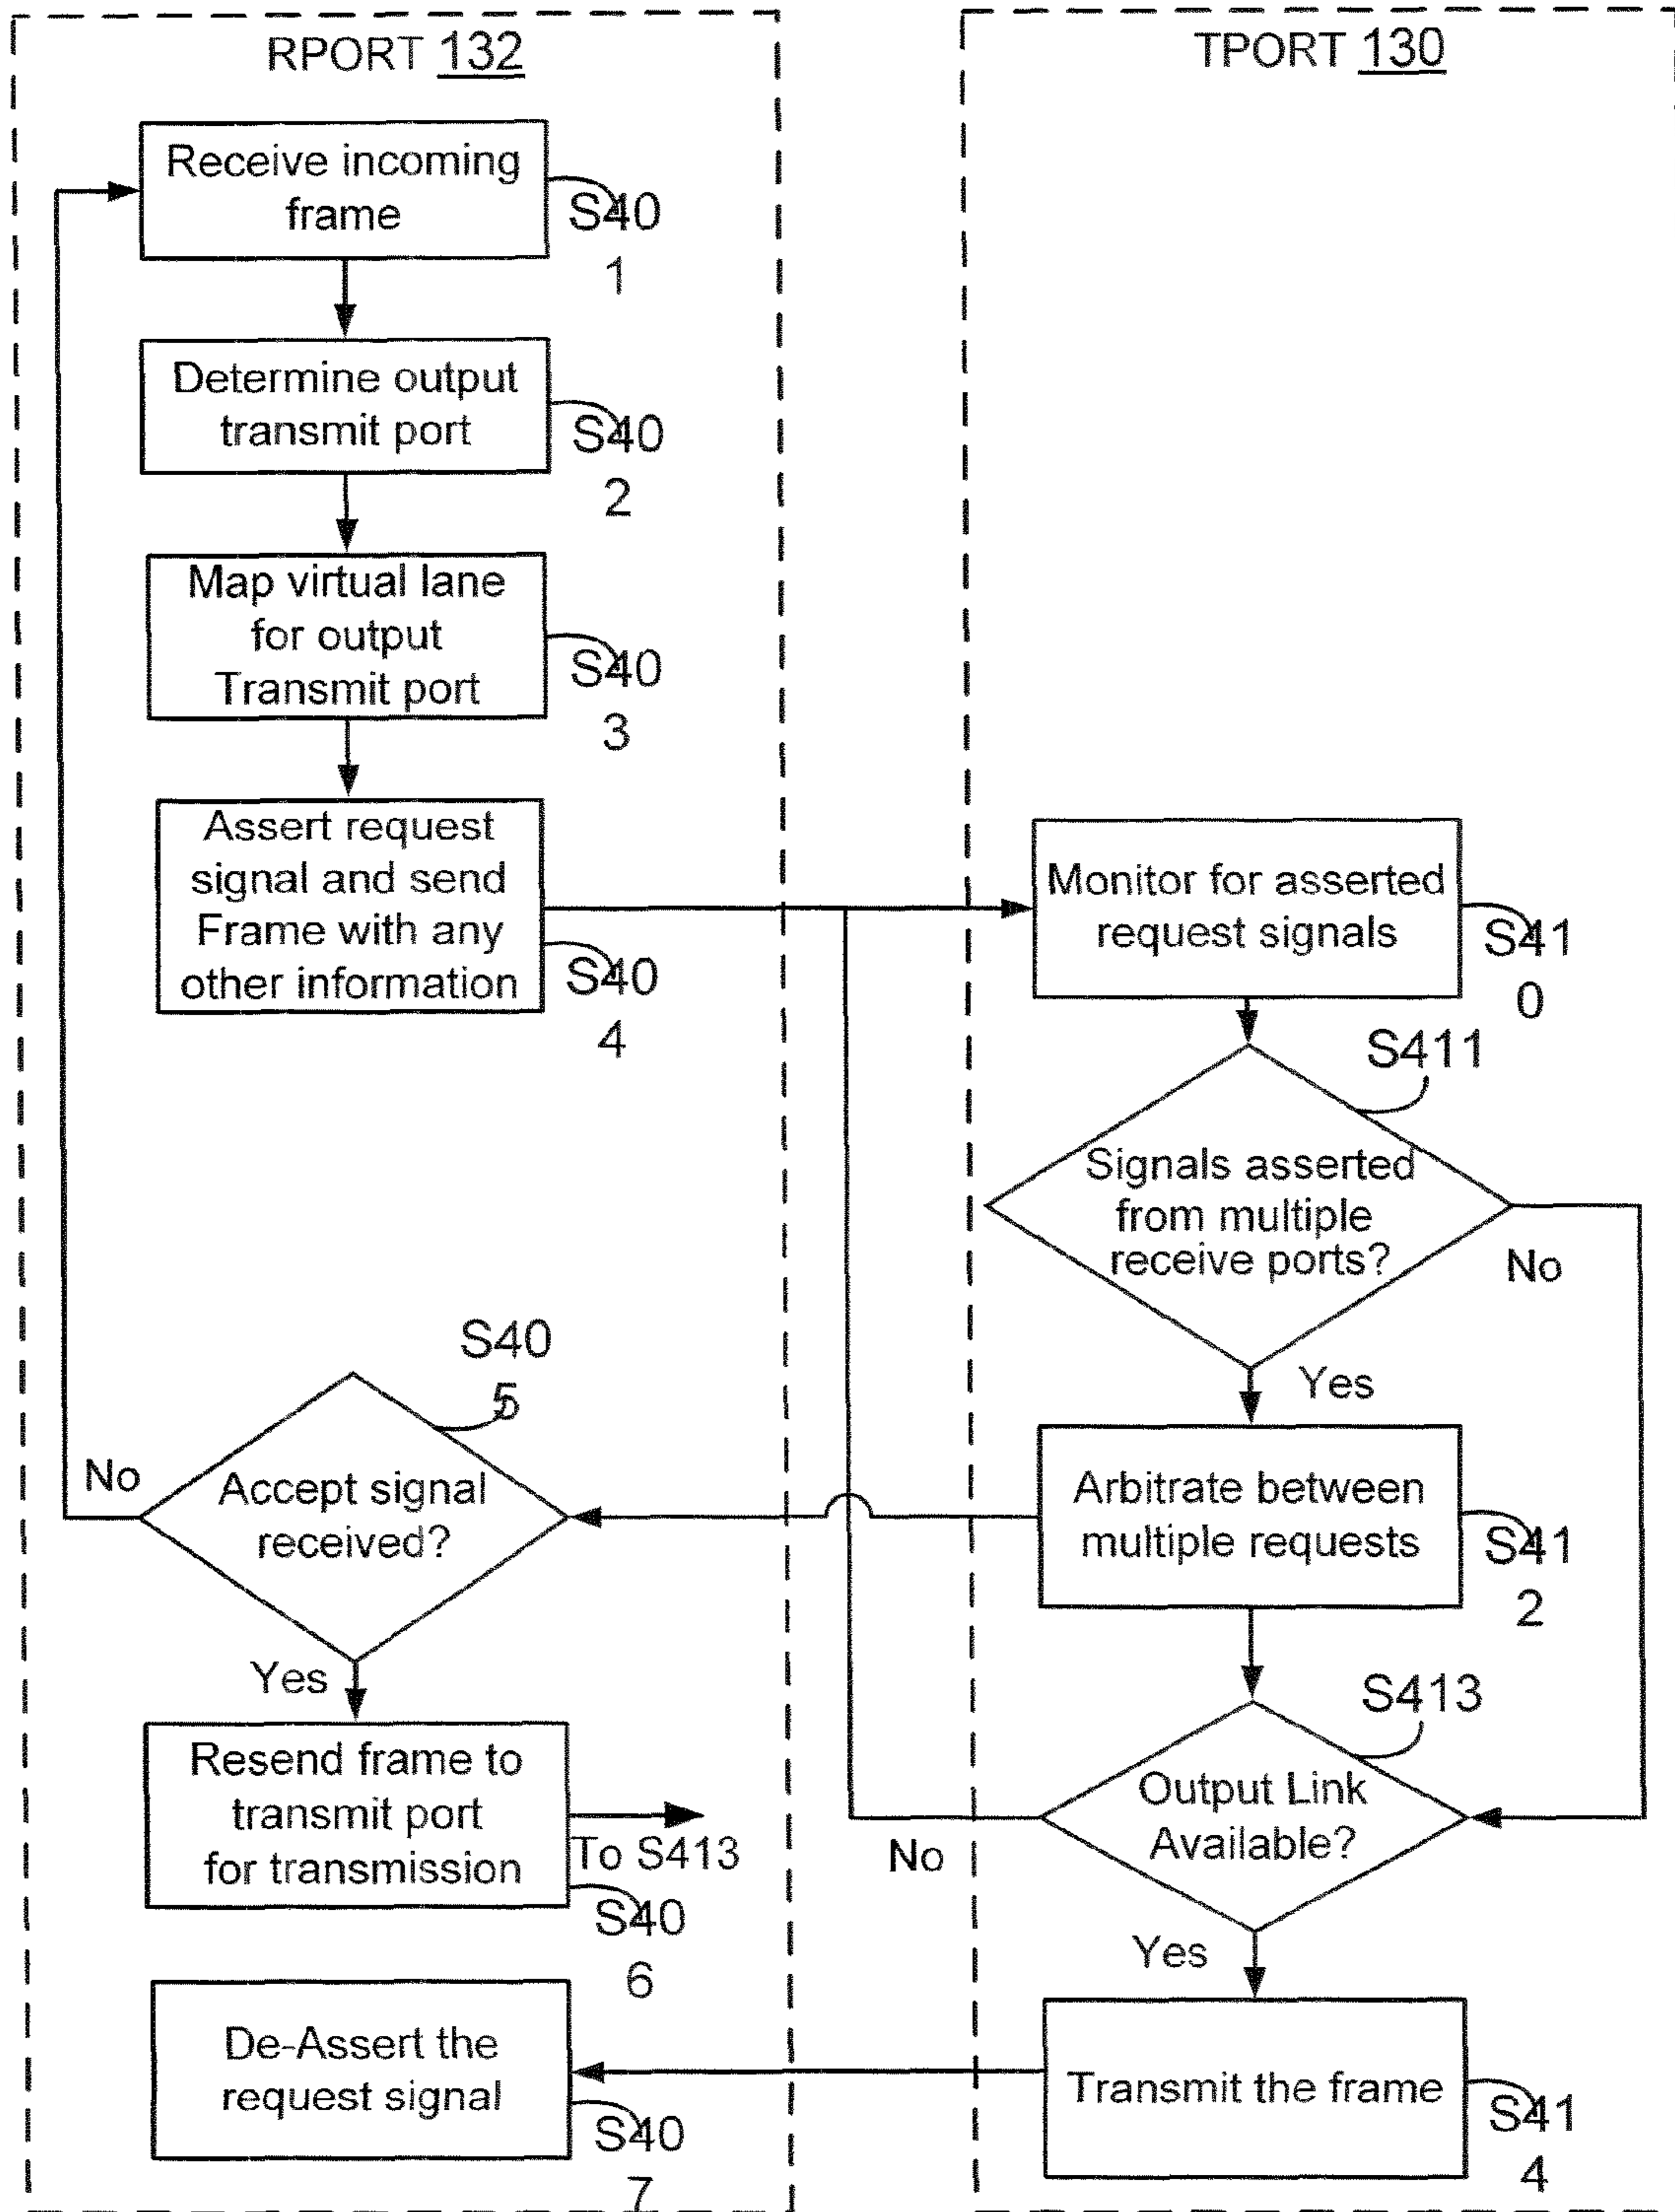 RPORT 132
Receive incoming
frame
S40
1
Determine output
transmit port
S40
2
Map virtual lane
for output
Transmit port
S40
3
Assert request
signal and send
Frame with any
other information
S40
4
S40
5
Accept signal
received?
No
Yes
Resend frame to
transmit port
for transmission
To S413
S40
6
De-Assert the
request signal
S40
7
TPORT 130
Monitor for asserted
request signals
S41
0
S411
Signals asserted
from multiple
receive ports?
No
Yes
Arbitrate between
multiple requests
S41
2
S413
Output Link
Available?
No
Yes
Transmit the frame
S41
4